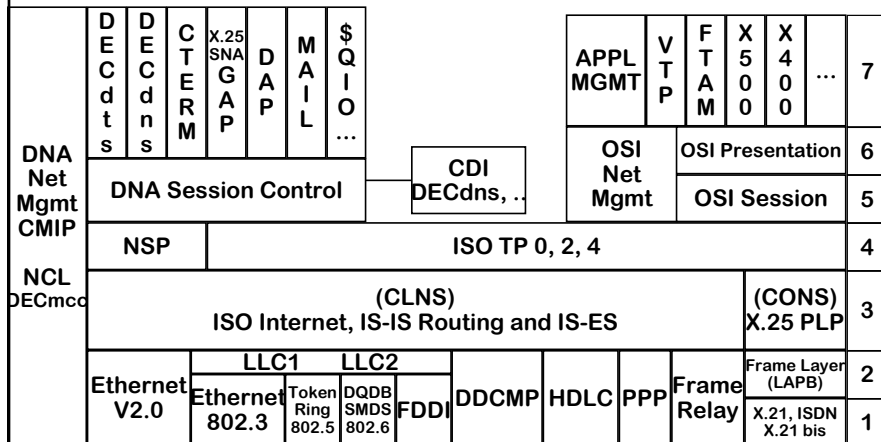 DNA
Net
Mgmt
CMIP
NCL
DECmcc
DECdts
DECdns
CTERM
X.25
SNA
GAP
DAP
MAIL
$QIO...
APPL
MGMT
VTP
FTAM
X500
X400
...
7
DNA Session Control
CDI
DECdns, ..
OSI
Net
Mgmt
OSI Presentation
6
OSI Session
5
NSP
ISO TP 0, 2, 4
4
(CLNS)
ISO Internet, IS-IS Routing and IS-ES
(CONS)
X.25 PLP
3
Ethernet
V2.0
LLC1 LLC2
Ethernet
802.3
Token
Ring
802.5
DQDB
SMDS
802.6
FDDI
DDCMP
HDLC
PPP
Frame
Relay
Frame Layer
(LAPB)
2
X.21, ISDN
X.21 bis
1